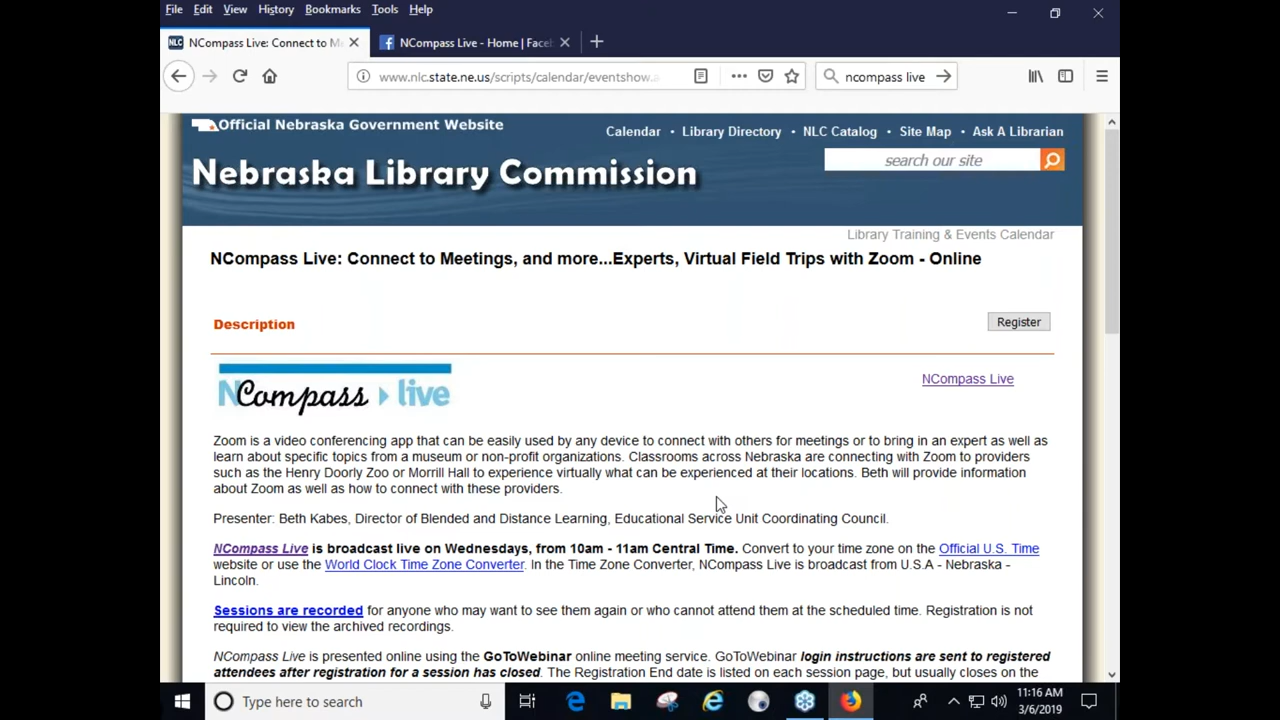 File Edit View History Bookmarks Tools Help
NCompass Live: Connect to M
NCompass Live - Home | Face
www.nlc.state.ne.us/scripts/calendar/eventshow.a
ncompass live
Official Nebraska Government Website
Calendar • Library Directory • NLC Catalog • Site Map • Ask A Librarian
Nebraska Library Commission
search our site
Library Training & Events Calendar
NCompass Live: Connect to Meetings, and more...Experts, Virtual Field Trips with Zoom - Online
Description
Register
NCompass live
NCompass Live
Zoom is a video conferencing app that can be easily used by any device to connect with others for meetings or to bring in an expert as well as
learn about specific topics from a museum or non-profit organizations. Classrooms across Nebraska are connecting with Zoom to providers
such as the Henry Doorly Zoo or Morrill Hall to experience virtually what can be experienced at their locations. Beth will provide information
about Zoom as well as how to connect with these providers.
Presenter: Beth Kabes, Director of Blended and Distance Learning, Educational Service Unit Coordinating Council.
NCompass Live is broadcast live on Wednesdays, from 10am - 11am Central Time. Convert to your time zone on the Official U.S. Time
website or use the World Clock Time Zone Converter. In the Time Zone Converter, NCompass Live is broadcast from U.S.A - Nebraska -
Lincoln.
Sessions are recorded for anyone who may want to see them again or who cannot attend them at the scheduled time. Registration is not
required to view the archived recordings.
NCompass Live is presented online using the GoToWebinar online meeting service. GoToWebinar login instructions are sent to registered
attendees after registration for a session has closed. The Registration End date is listed on each session page, but usually closes on the
Type here to search
11:16 AM
3/6/2019